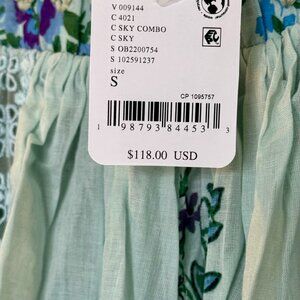 V 009144
C 4021
C SKY COMBO
C SKY
S OB2200754
S 102591237
size
S
CP 1095757
1 98793 84453 3
$118.00 USD